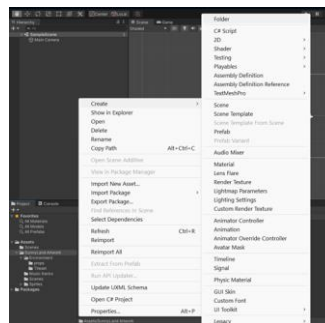 Center
Scene
Game
SampleScene
Main Camera
Create
Show in Explorer
Open
Delete
Rename
Copy Path Alt+Ctrl+C
Open Scene Additive
View in Package Manager
Import New Asset...
Import Package
Export Package...
Find References In Scene
Select Dependencies
Refresh Ctrl+R
Reimport
Reimport All
Extract From Prefab
Run API Updater...
Update UXML Schema
Open C# Project
Properties... Alt+P
Folder
C# Script
2D
Shader
Testing
Playables
Assembly Definition
Assembly Definition Reference
TextMeshPro
Scene
Scene Template
Scene Template From Scene
Prefab
Prefab Variant
Audio Mixer
Material
Lens Flare
Render Texture
Lightmap Parameters
Lighting Settings
Custom Render Texture
Animator Controller
Animation
Animator Override Controller
Avatar Mask
Timeline
Signal
Physic Material
GUI Skin
Custom Font
UI Toolkit
Legacy
Project
Console
Favorites
All Materials
All Models
All Prefabs
Assets
Scenes
Packages